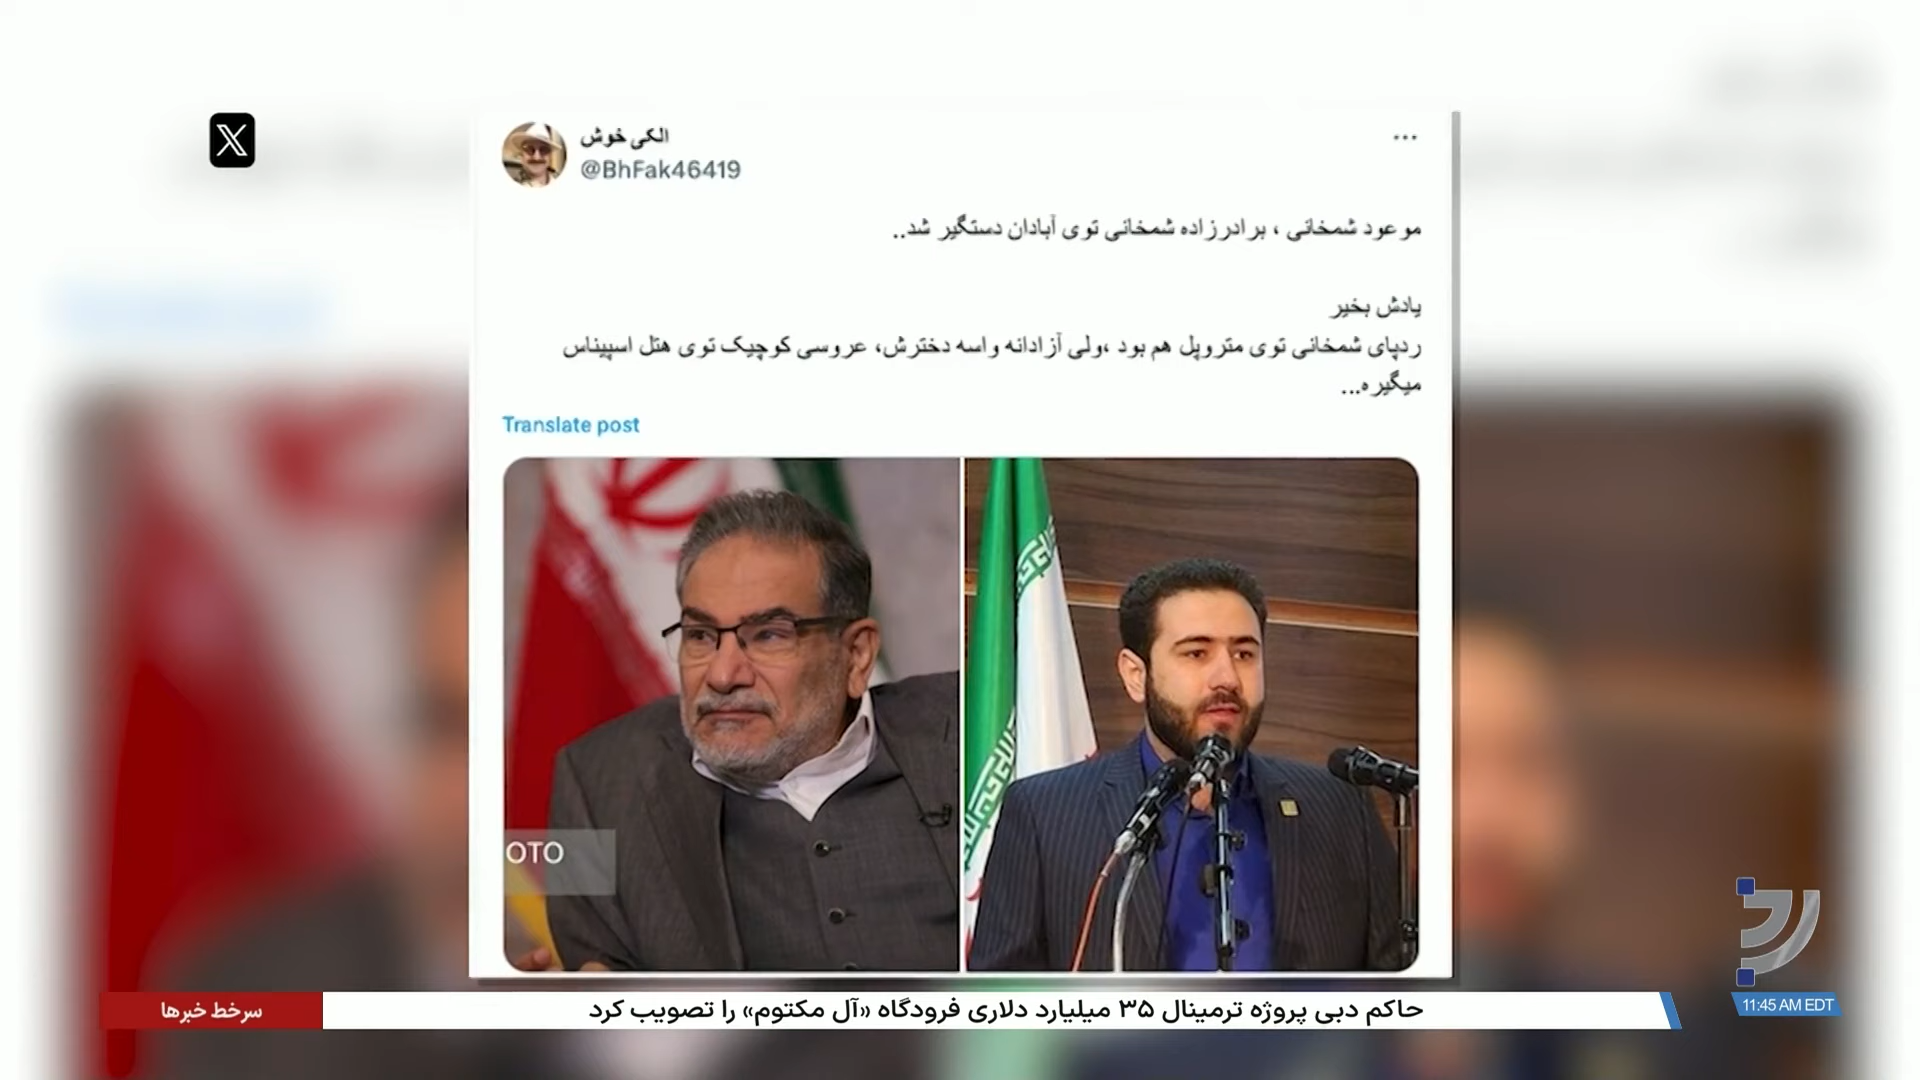 الکی خوش
@BhFak46419
موعود شمخانی ، برادرزاده شمخانی توی آبادان دستگیر شد..
یادش بخیر
ردپای شمخانی توی متروپل هم بود ،ولی آزادانه واسه دخترش، عروسی کوچیک توی هتل اسپیناس
میگیره...
Translate post
OTO
11:45 AM EDT
سرخط خبرها
حاکم دبی پروژه ترمینال ۳۵ میلیارد دلاری فرودگاه «آل مکتوم» را تصویب کرد